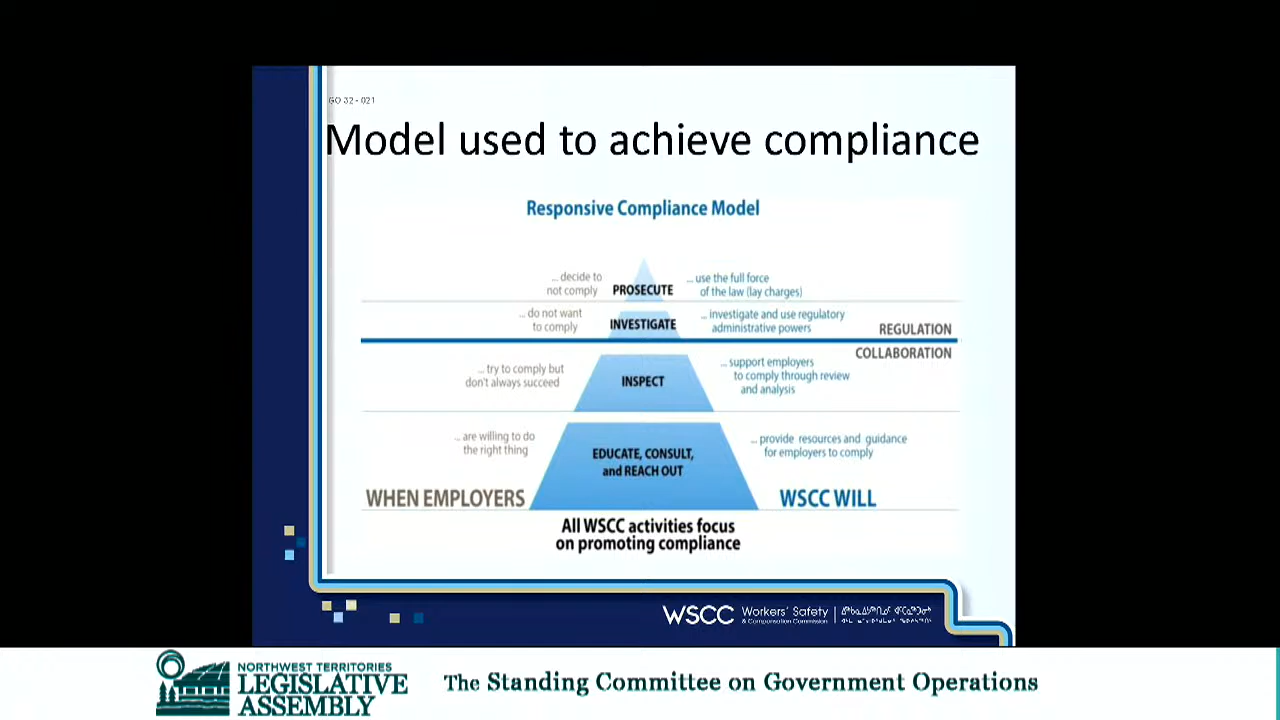 GO 32 - 021
Model used to achieve compliance
Responsive Compliance Model
... decide to
not comply
PROSECUTE
... use the full force
of the law (lay charges)
... do not want
to comply
INVESTIGATE
... investigate and use regulatory
administrative powers
REGULATION
COLLABORATION
... try to comply but
don't always succeed
INSPECT
... support employers
to comply through review
and analysis
... are willing to do
the right thing
EDUCATE, CONSULT,
and REACH OUT
... provide resources and guidance
for employers to comply
WHEN EMPLOYERS
WSCC WILL
All WSCC activities focus
on promoting compliance
WSCC
Workers' Safety
& Compensation Commission
NORTHWEST TERRITORIES
LEGISLATIVE
ASSEMBLY
The Standing Committee on Government Operations